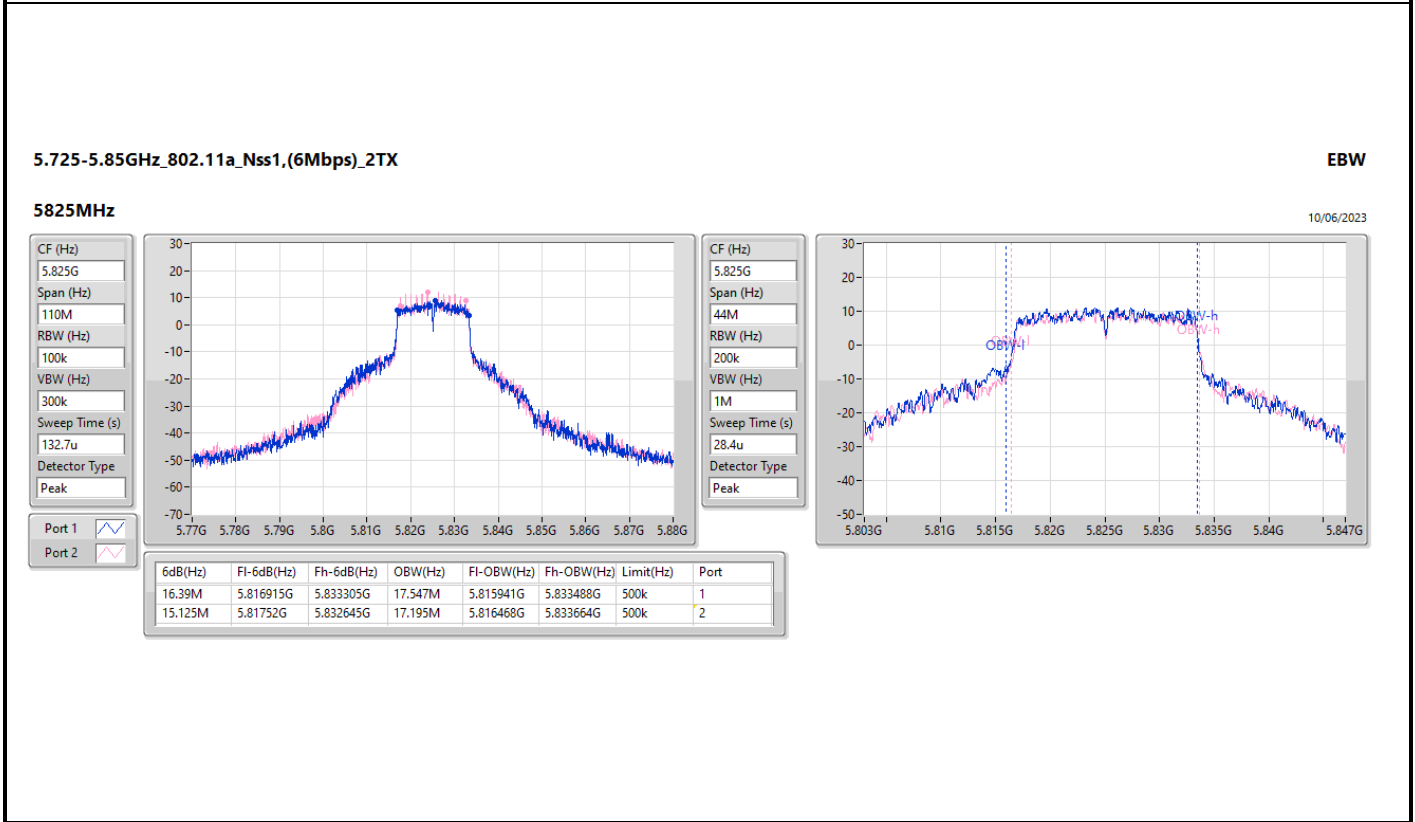 5.725-5.85GHz_802.11a_Nss1,(6Mbps)_2TX
EBW
5825MHz
10/06/2023
CF (Hz)
5.825G
Span (Hz)
110M
RBW (Hz)
100k
VBW (Hz)
300k
Sweep Time (s)
132.7u
Detector Type
Peak
Port 1
Port 2
30
20
10
0
-10
-20
-30
-40
-50
-60
-70
5.77G 5.78G 5.79G 5.8G 5.81G 5.82G 5.83G 5.84G 5.85G 5.86G 5.87G 5.88G
CF (Hz)
5.825G
Span (Hz)
44M
RBW (Hz)
200k
VBW (Hz)
1M
Sweep Time (s)
28.4u
Detector Type
Peak
30
20
10
0
-10
-20
-30
-40
-50
OBW-l
OBW-l
OBW-h
OBW-h
5.803G 5.81G 5.815G 5.82G 5.825G 5.83G 5.835G 5.84G 5.847G
6dB(Hz) Fl-6dB(Hz) Fh-6dB(Hz) OBW(Hz) Fl-OBW(Hz) Fh-OBW(Hz) Limit(Hz) Port
16.39M 5.816915G 5.833305G 17.547M 5.815941G 5.833488G 500k 1
15.125M 5.81752G 5.832645G 17.195M 5.816468G 5.833664G 500k 2